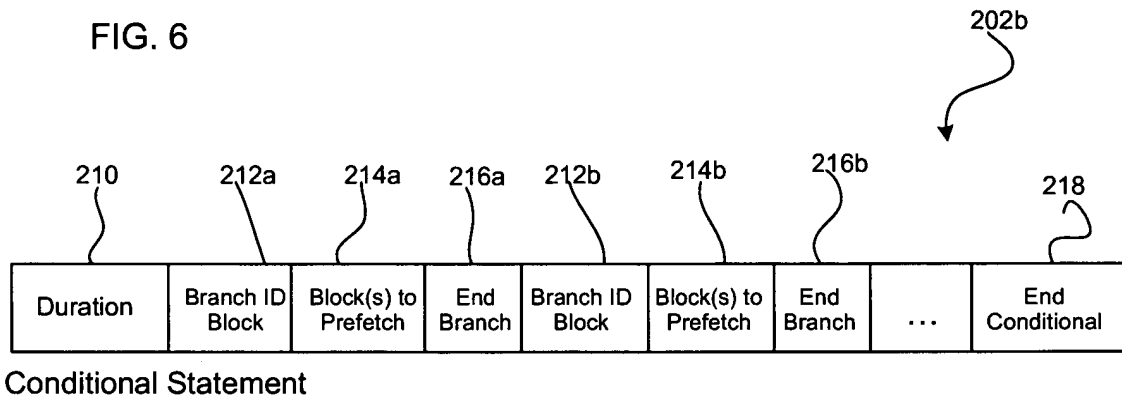 FIG. 6
202b
210
212a
214a
216a
212b
214b
216b
218
Duration
Branch ID
Block
Block(s) to
Prefetch
End
Branch
Branch ID
Block
Block(s) to
Prefetch
End
Branch
...
End
Conditional
Conditional Statement